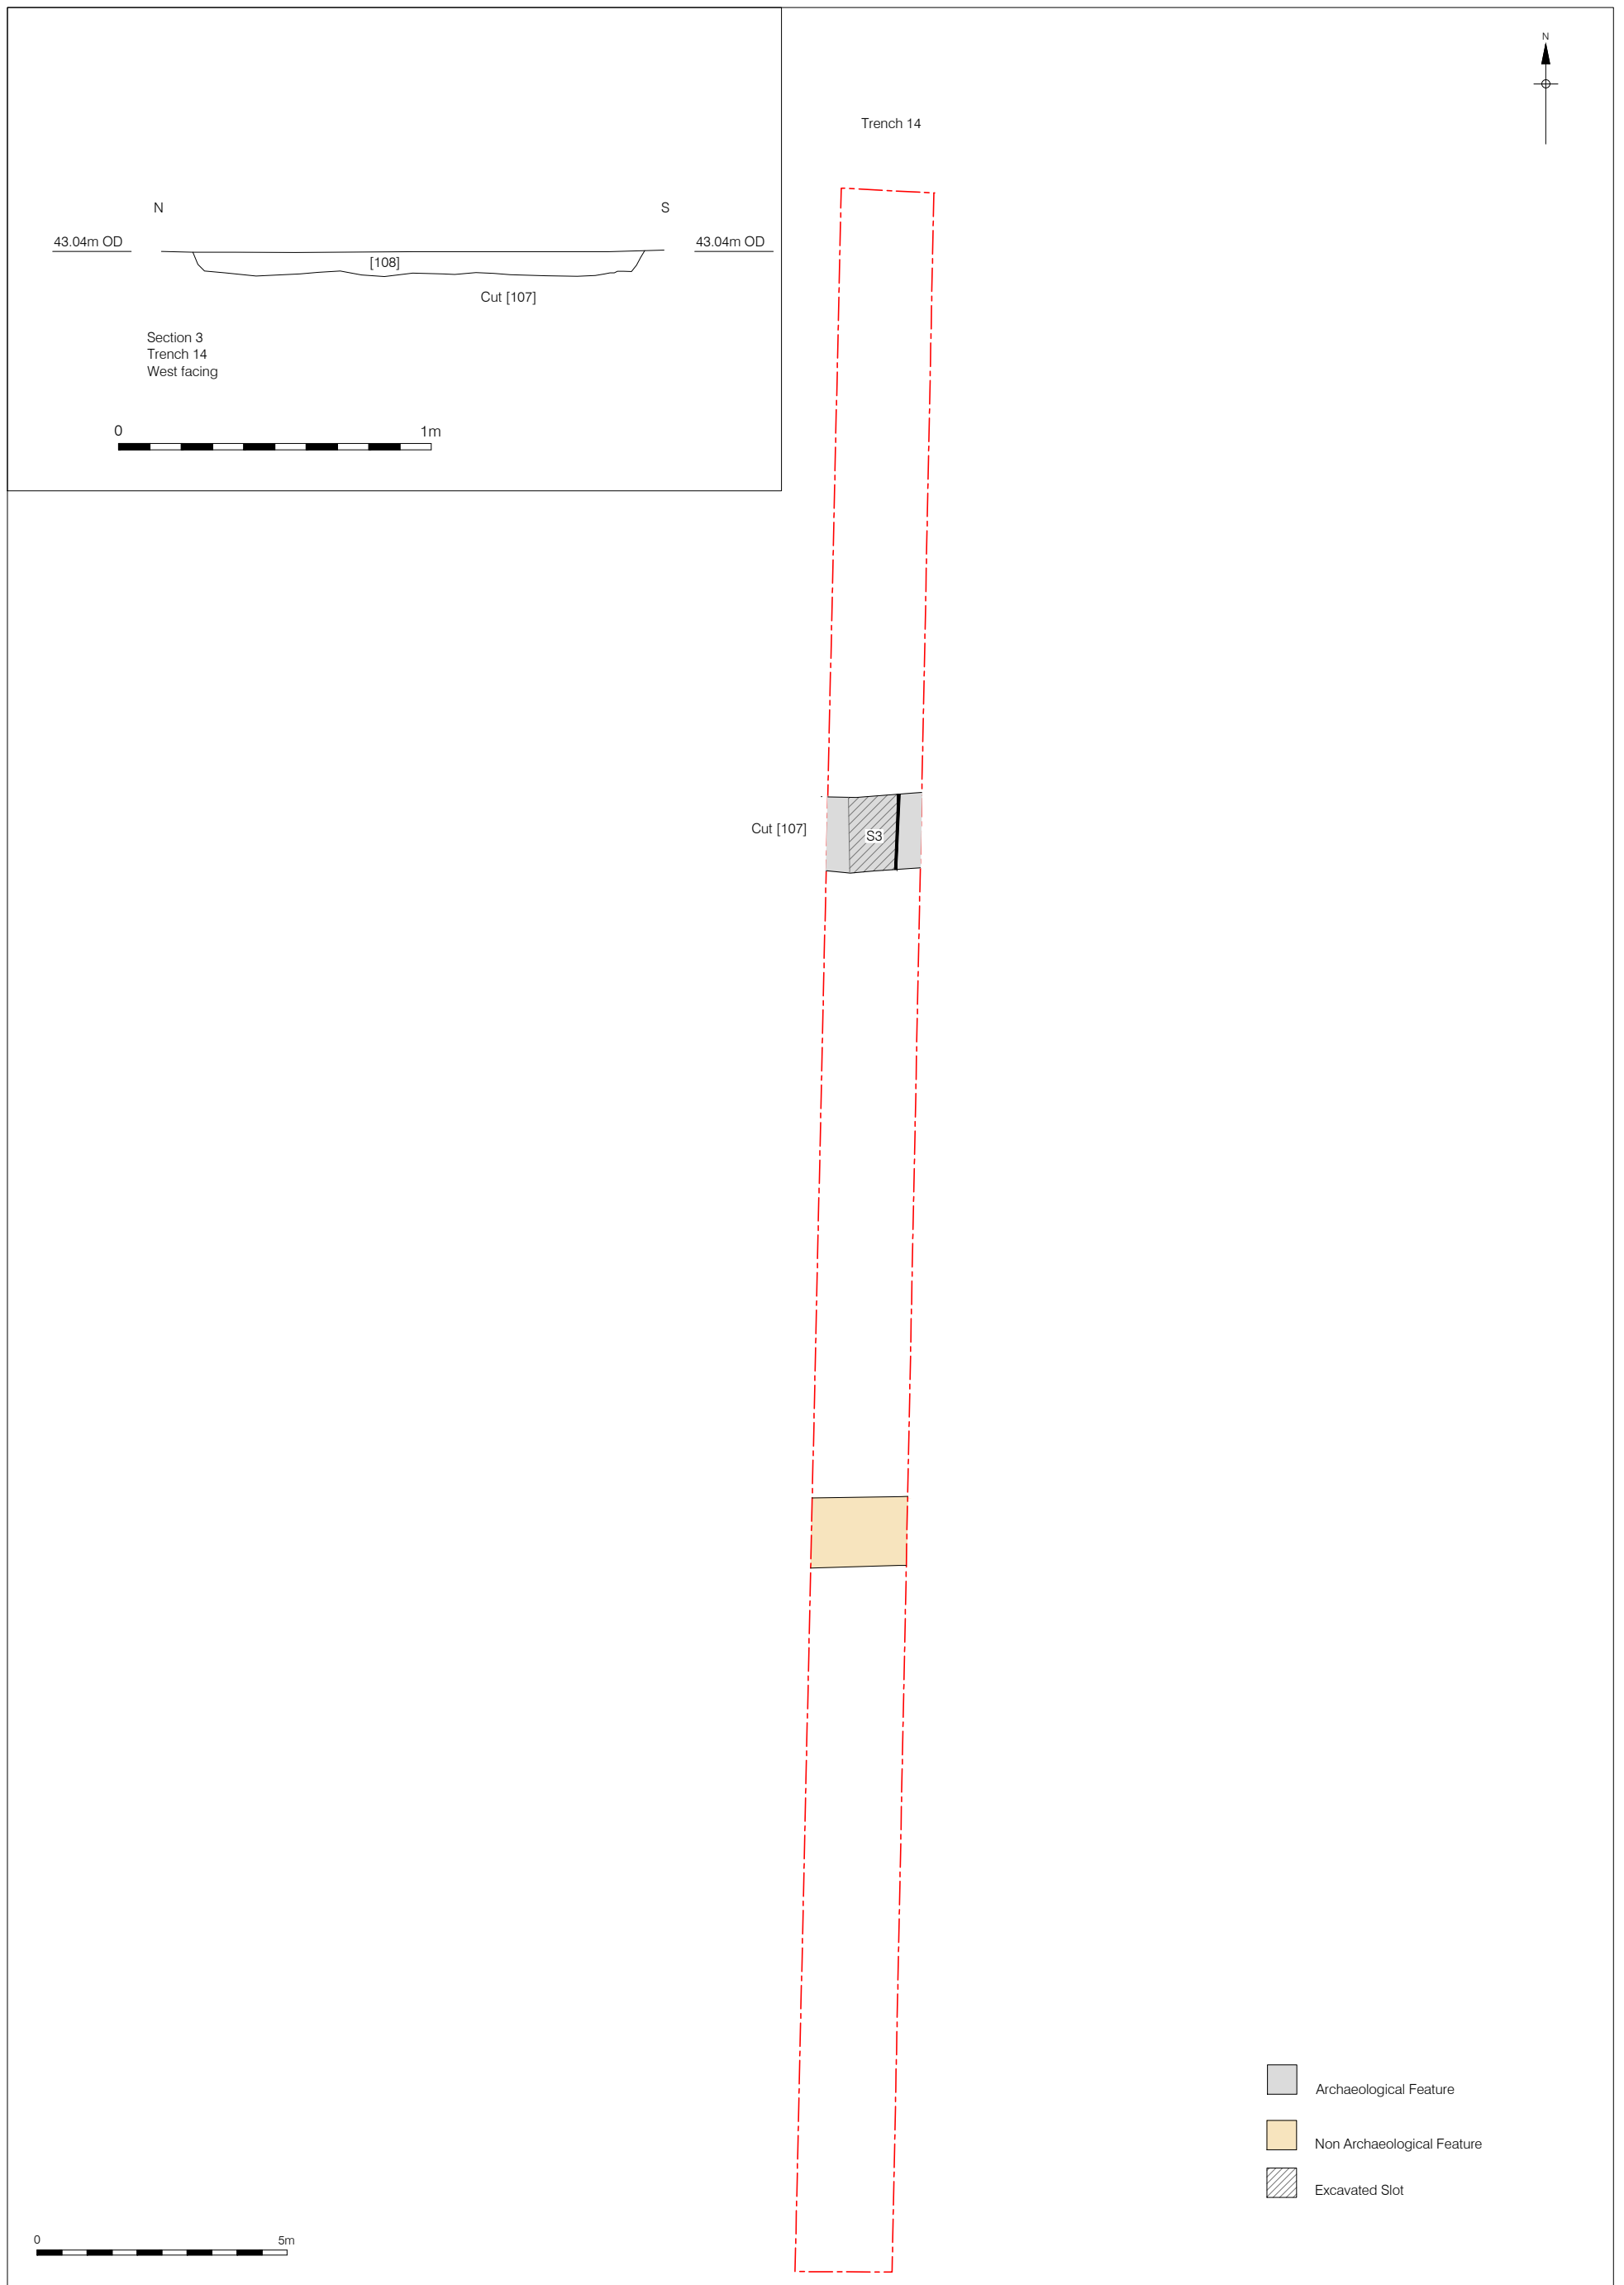 N
Trench 14
N S
43.04m OD 43.04m OD
[108]
Cut [107]
Section 3
Trench 14
West facing
0 1m
Cut [107]
S3
Archaeological Feature
Non Archaeological Feature
Excavated Slot
0 5m